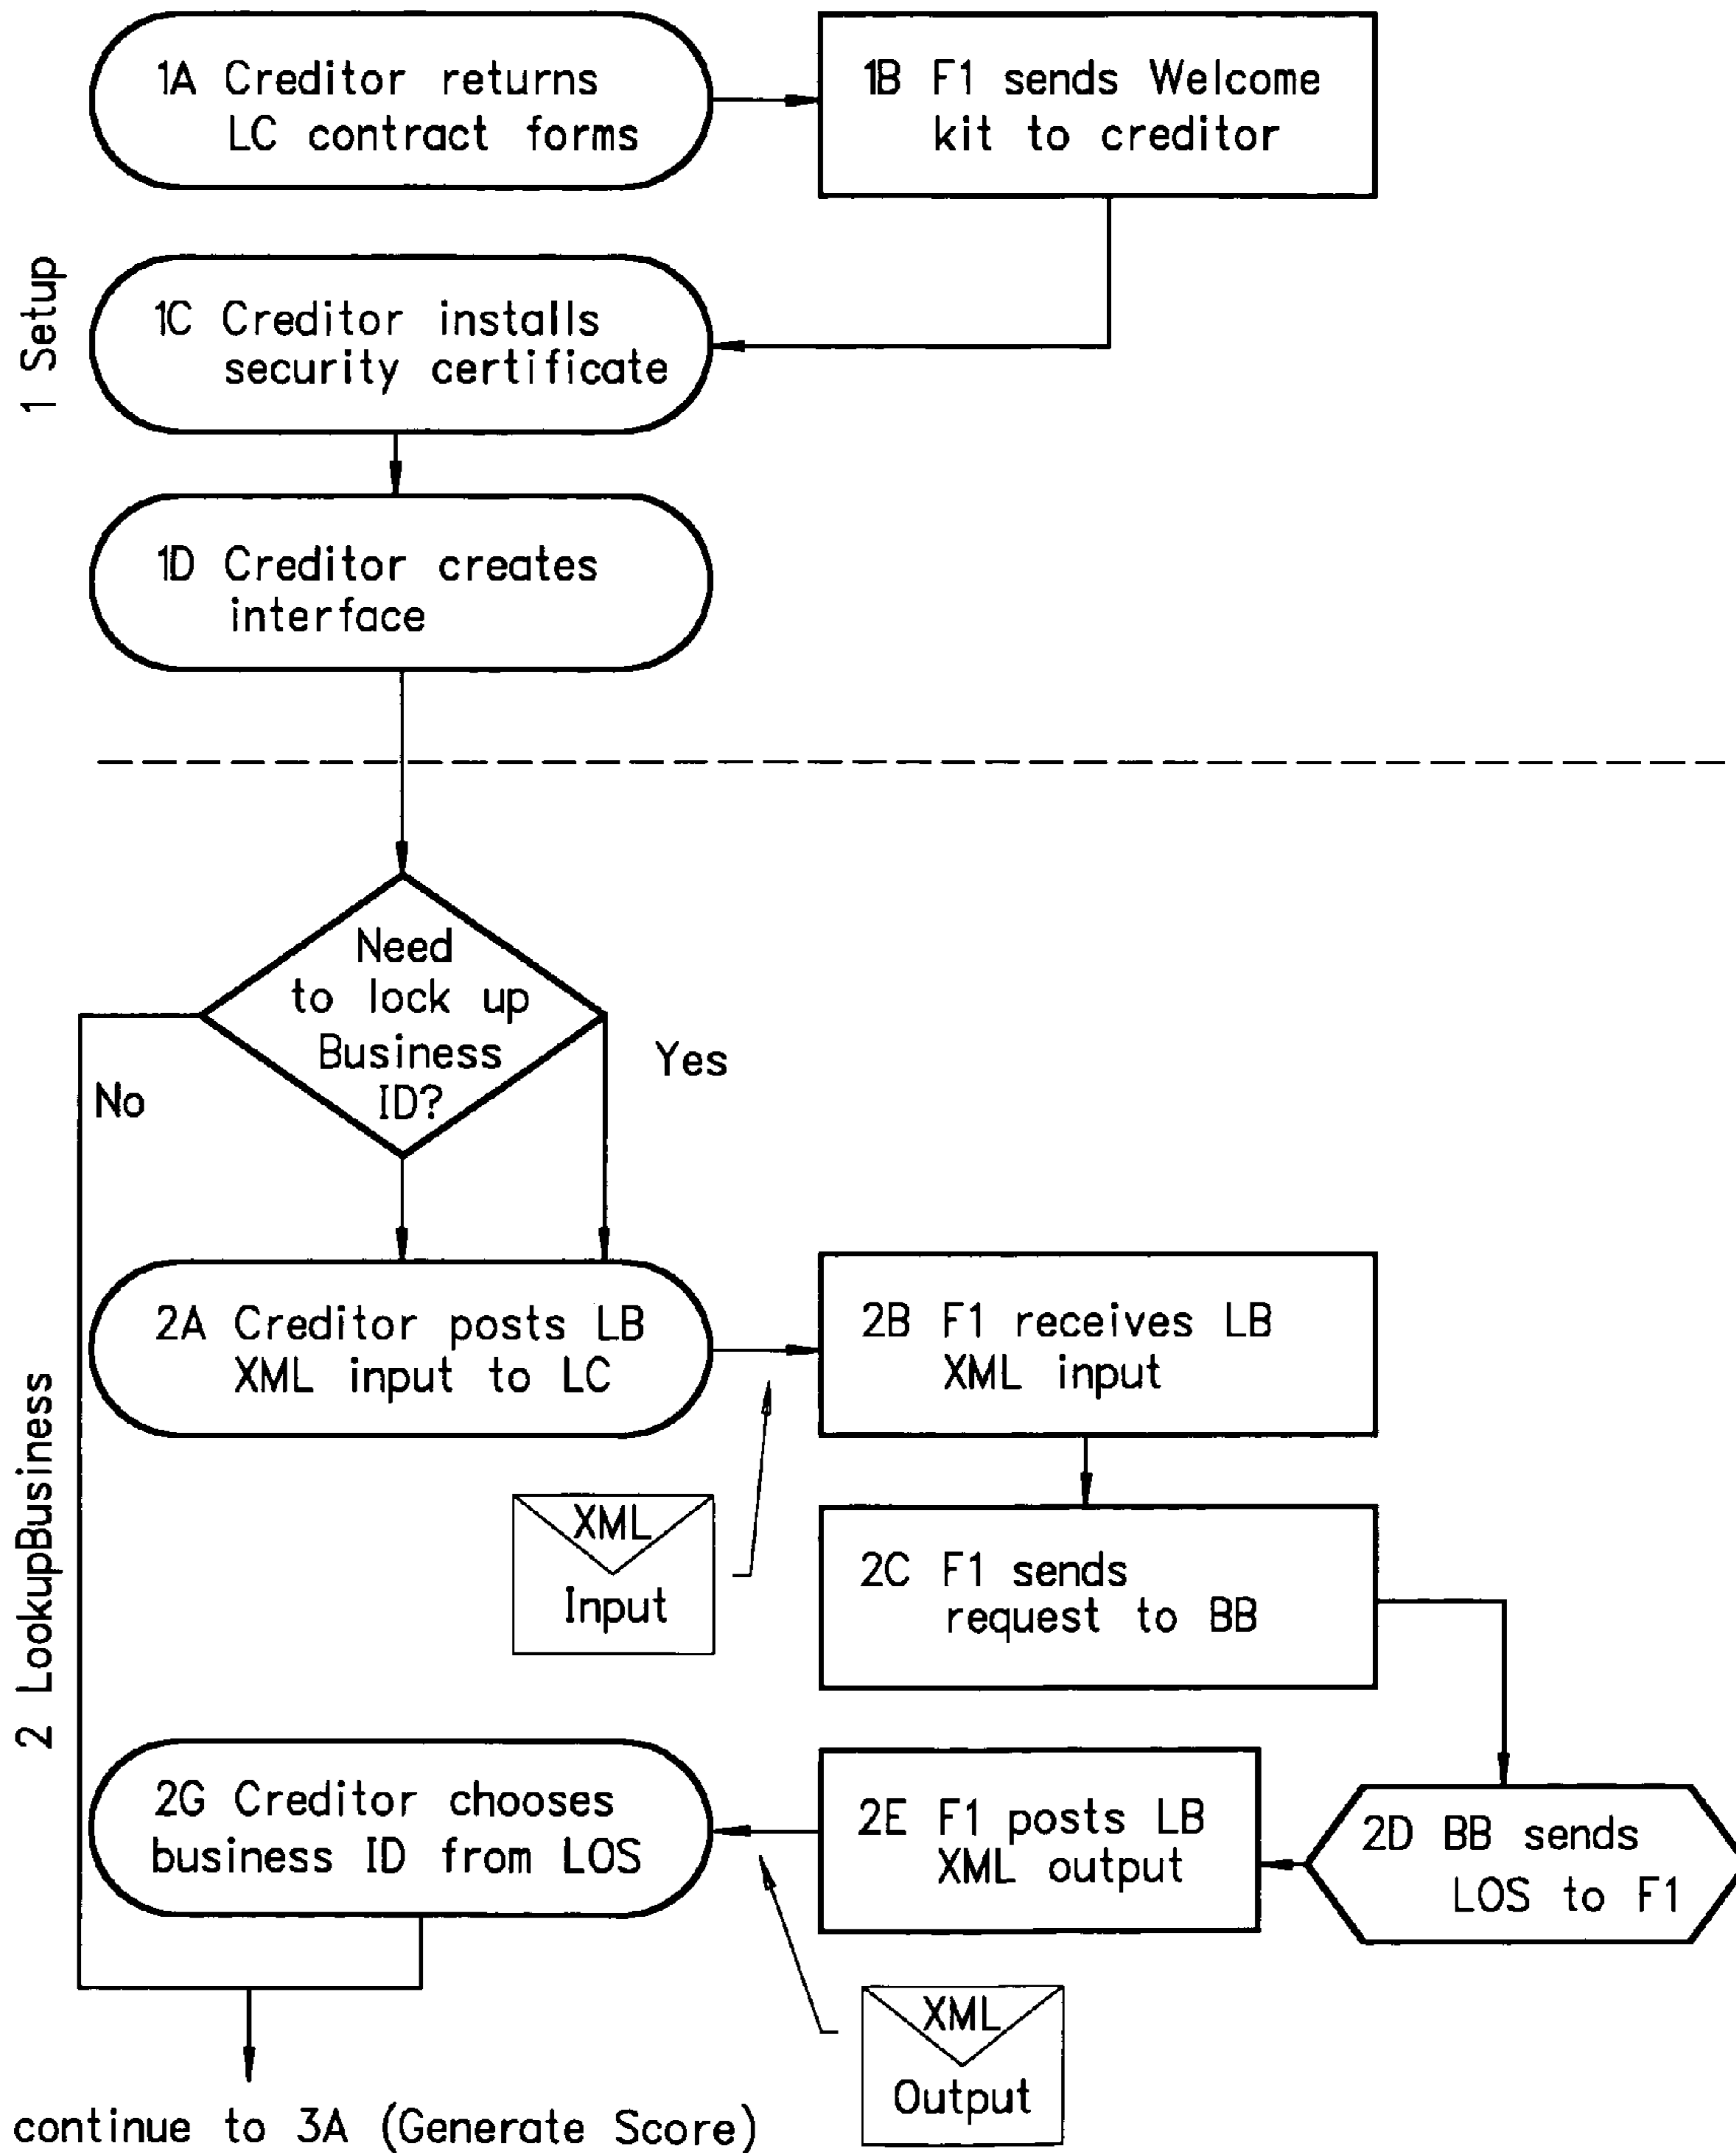 1A Creditor returns
LC contract forms
1B F1 sends Welcome
kit to creditor
1 Setup
1C Creditor installs
security certificate
1D Creditor creates
interface
Need
to lock up
Business
ID?
No
Yes
2 LookupBusiness
2A Creditor posts LB
XML input to LC
2B F1 receives LB
XML input
XML
Input
2C F1 sends
request to BB
2D BB sends
LOS to F1
2E F1 posts LB
XML output
2G Creditor chooses
business ID from LOS
XML
Output
continue to 3A (Generate Score)